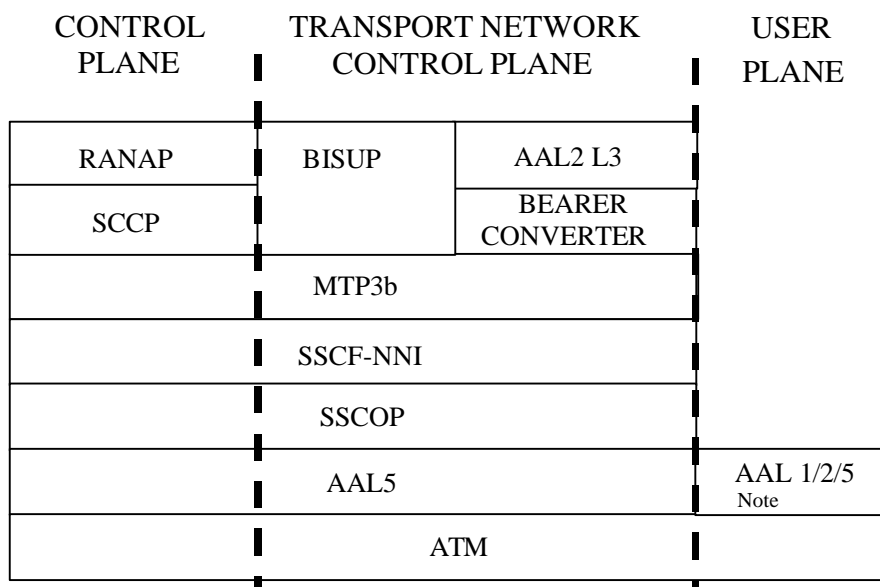 CONTROL
PLANE
TRANSPORT NETWORK
CONTROL PLANE
USER
PLANE
RANAP
BISUP
AAL2 L3
SCCP
BEARER
CONVERTER
MTP3b
SSCF-NNI
SSCOP
AAL5
AAL 1/2/5
Note
ATM